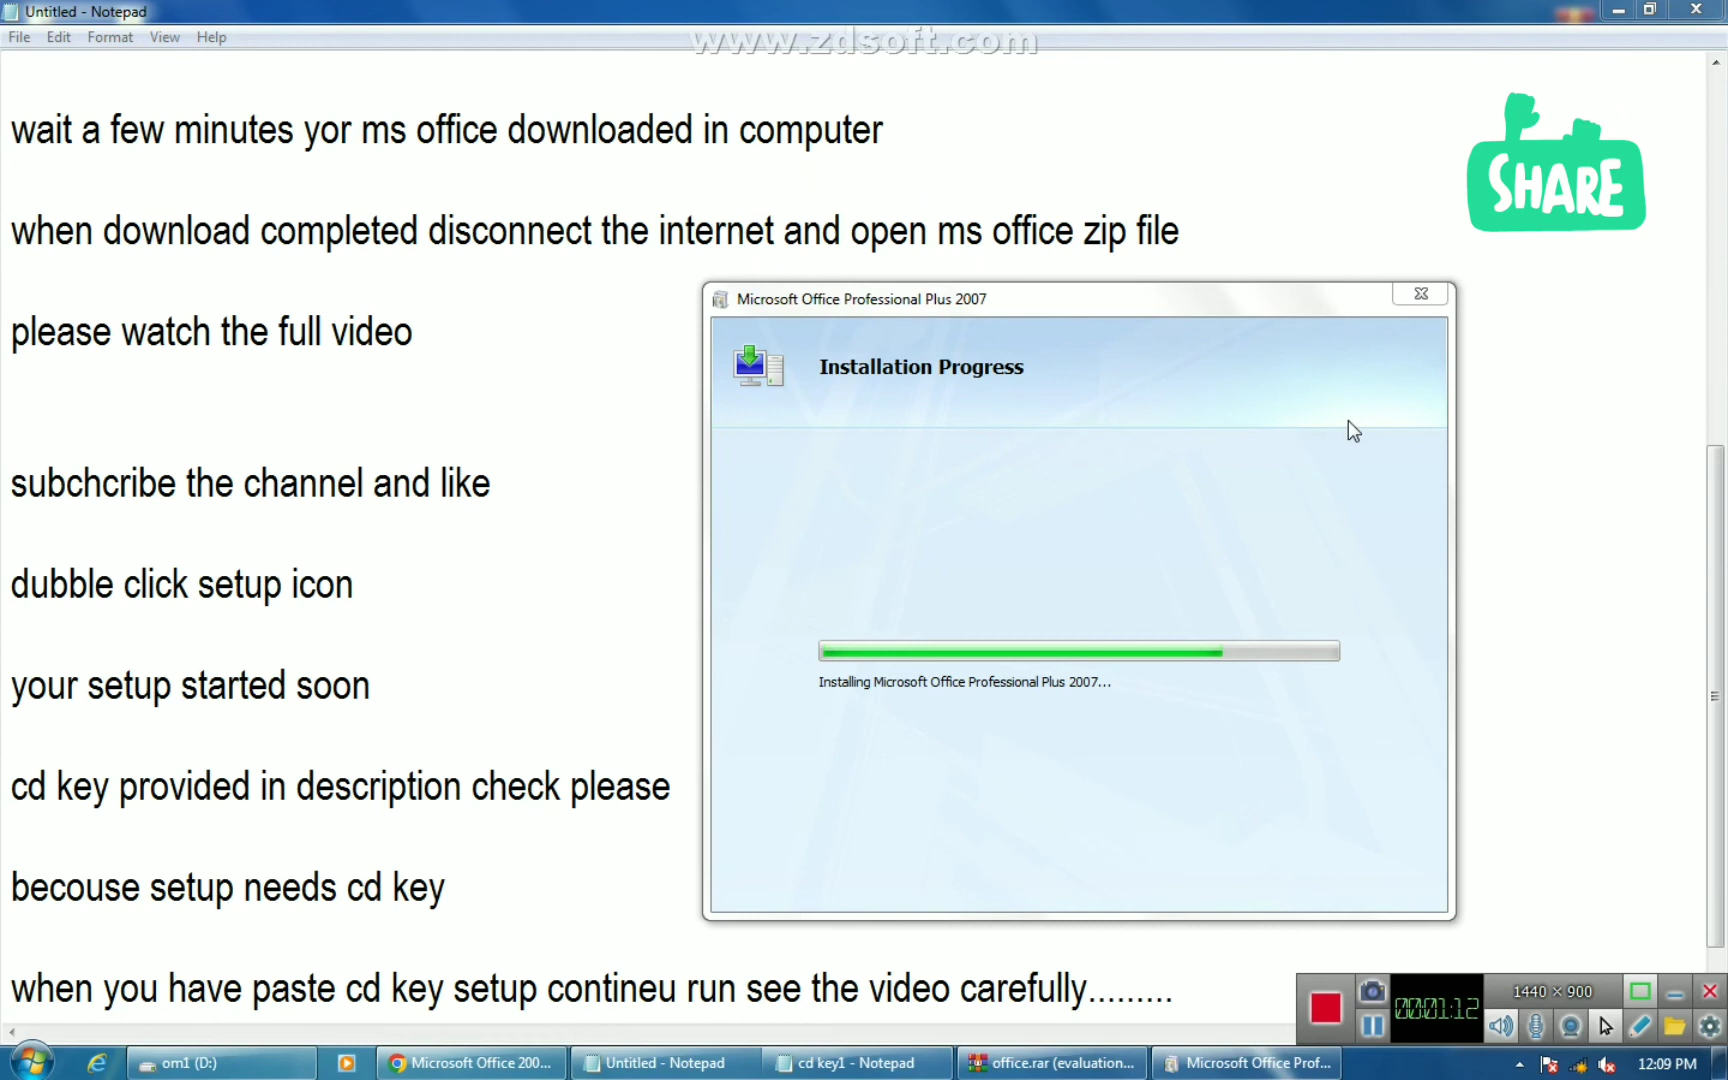 Untitled - Notepad
File Edit Format View Help
www.zdsoft.com
wait a few minutes yor ms office downloaded in computer
SHARE
when download completed disconnect the internet and open ms office zip file
please watch the full video
Microsoft Office Professional Plus 2007
Installation Progress
subchcribe the channel and like
dubble click setup icon
your setup started soon
Installing Microsoft Office Professional Plus 2007...
cd key provided in description check please
becouse setup needs cd key
when you have paste cd key setup contineu run see the video carefully.........
1440 × 900
00:01:12
om1 (D:)
Microsoft Office 200...
Untitled - Notepad
cd key1 - Notepad
office.rar (evaluation...
Microsoft Office Prof...
12:09 PM